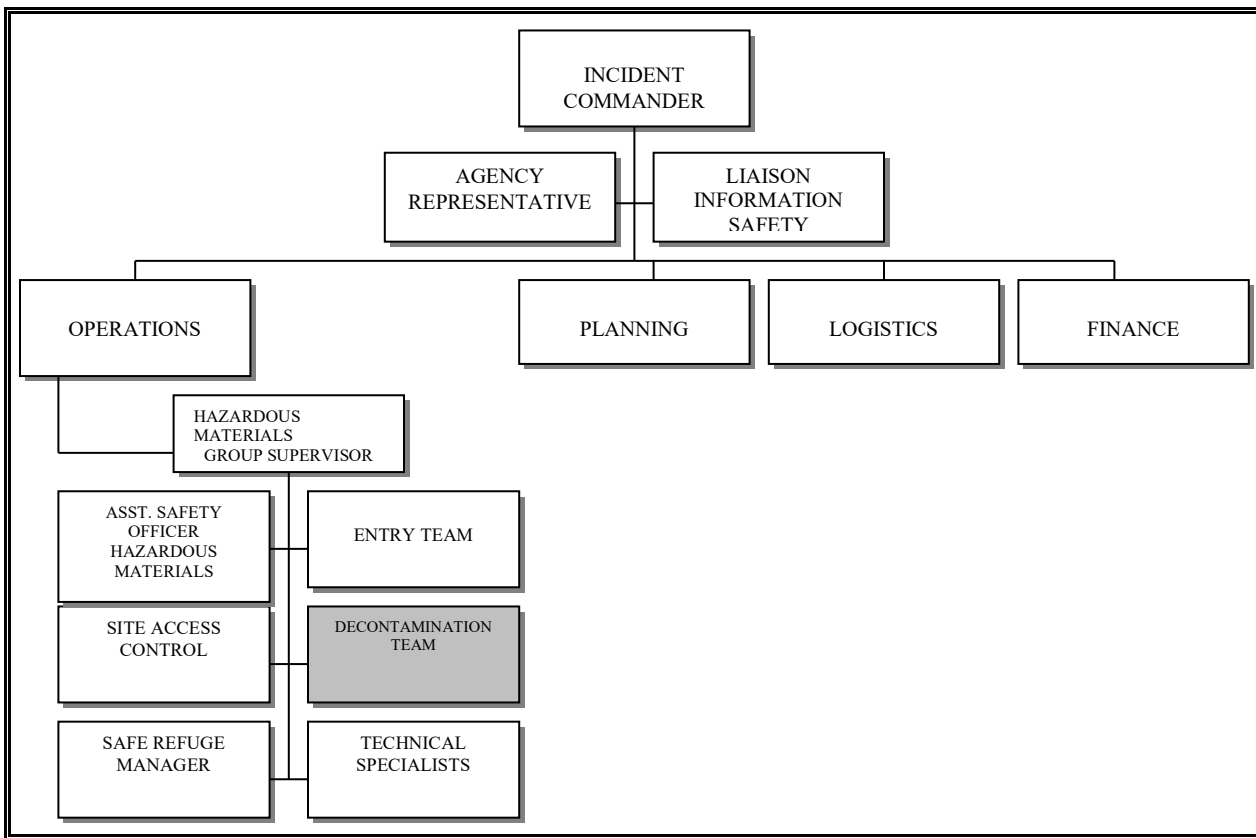 INCIDENT
COMMANDER
AGENCY
REPRESENTATIVE
LIAISON
INFORMATION
SAFETY
OPERATIONS
PLANNING
LOGISTICS
FINANCE
HAZARDOUS
MATERIALS
GROUP SUPERVISOR
ASST. SAFETY
OFFICER
HAZARDOUS
MATERIALS
ENTRY TEAM
SITE ACCESS
CONTROL
DECONTAMINATION
TEAM
SAFE REFUGE
MANAGER
TECHNICAL
SPECIALISTS